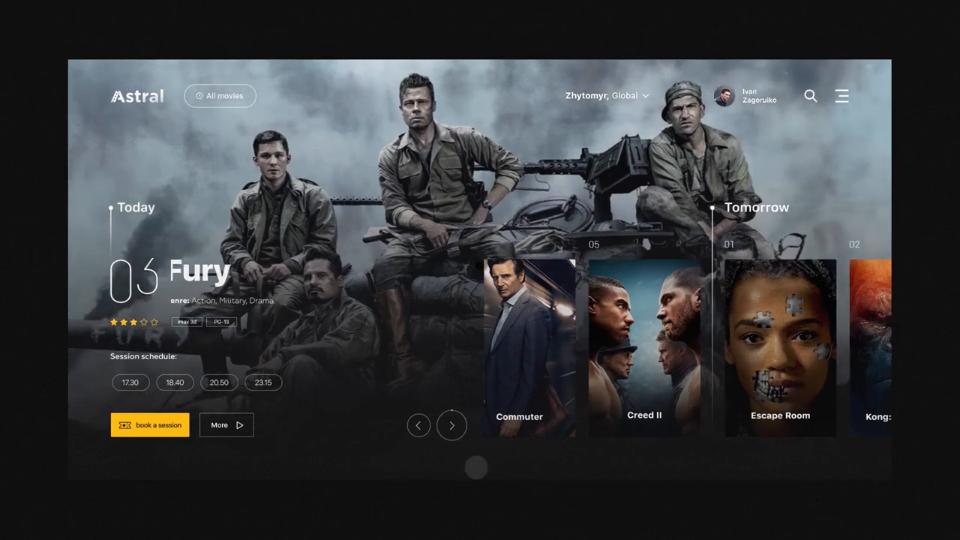 Astral
All movies
Zhytomyr, Global
Ivan
Zagoruiko
Today
Tomorrow
05
01
02
03
Fury
enre: Action, Military, Drama
PG-13
Session schedule:
17.30
18.40
20.50
23.15
book a session
More
Commuter
Creed II
Escape Room
Kong: